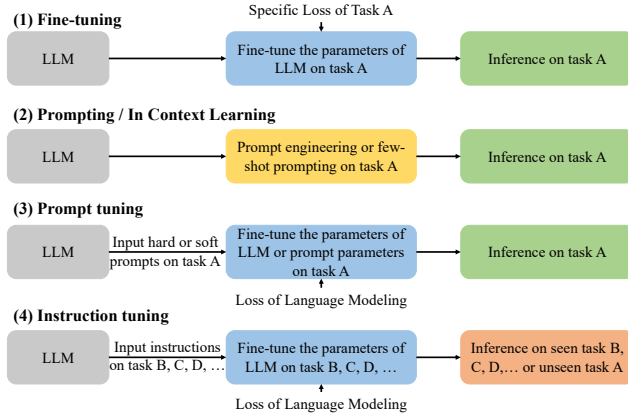 Specific Loss of Task A
(1) Fine-tuning
LLM
Fine-tune the parameters of
LLM on task A
Inference on task A
(2) Prompting / In Context Learning
LLM
Prompt engineering or few-
shot prompting on task A
Inference on task A
(3) Prompt tuning
LLM
Input hard or soft
prompts on task A
Fine-tune the parameters of
LLM or prompt parameters
on task A
Inference on task A
Loss of Language Modeling
(4) Instruction tuning
LLM
Input instructions
on task B, C, D, …
Fine-tune the parameters of
LLM on task B, C, D, …
Inference on seen task B,
C, D,… or unseen task A
Loss of Language Modeling